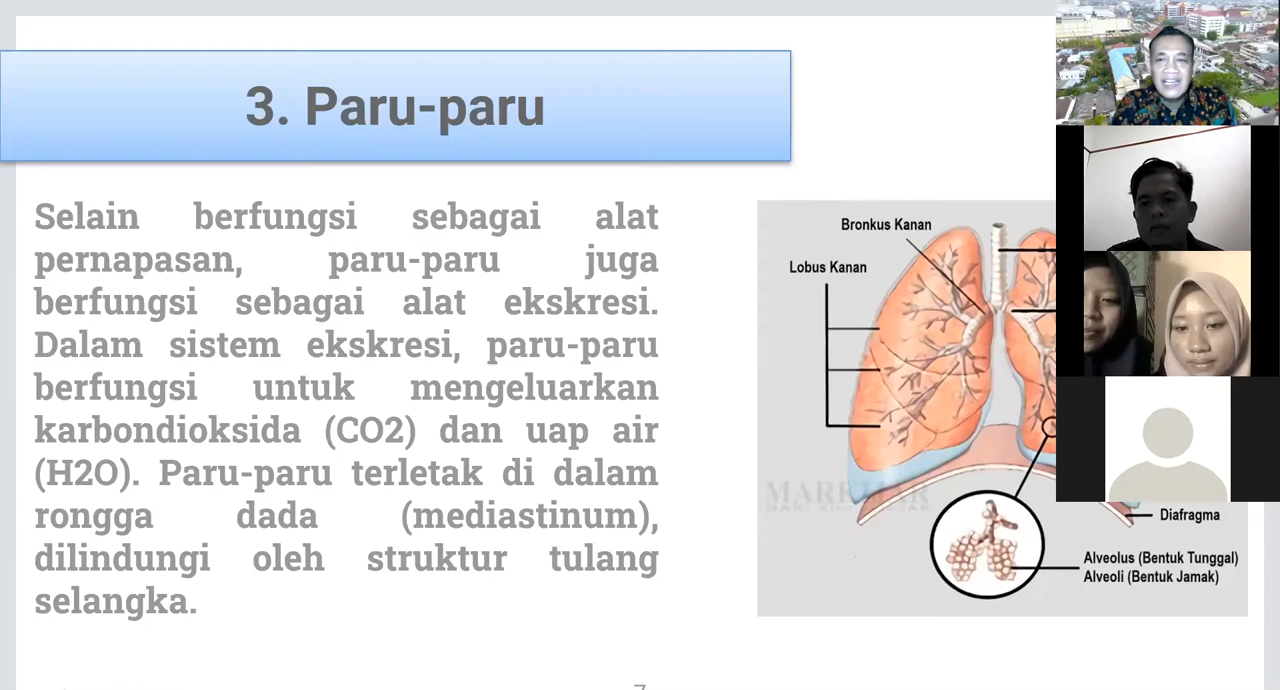 3. Paru-paru
Selain berfungsi sebagai alat
pernapasan, paru-paru juga
berfungsi sebagai alat ekskresi.
Dalam sistem ekskresi, paru-paru
berfungsi untuk mengeluarkan
karbondioksida (CO2) dan uap air
(H2O). Paru-paru terletak di dalam
rongga dada (mediastinum),
dilindungi oleh struktur tulang
selangka.
Bronkus Kanan
Lobus Kanan
Diafragma
Alveolus (Bentuk Tunggal)
Alveoli (Bentuk Jamak)